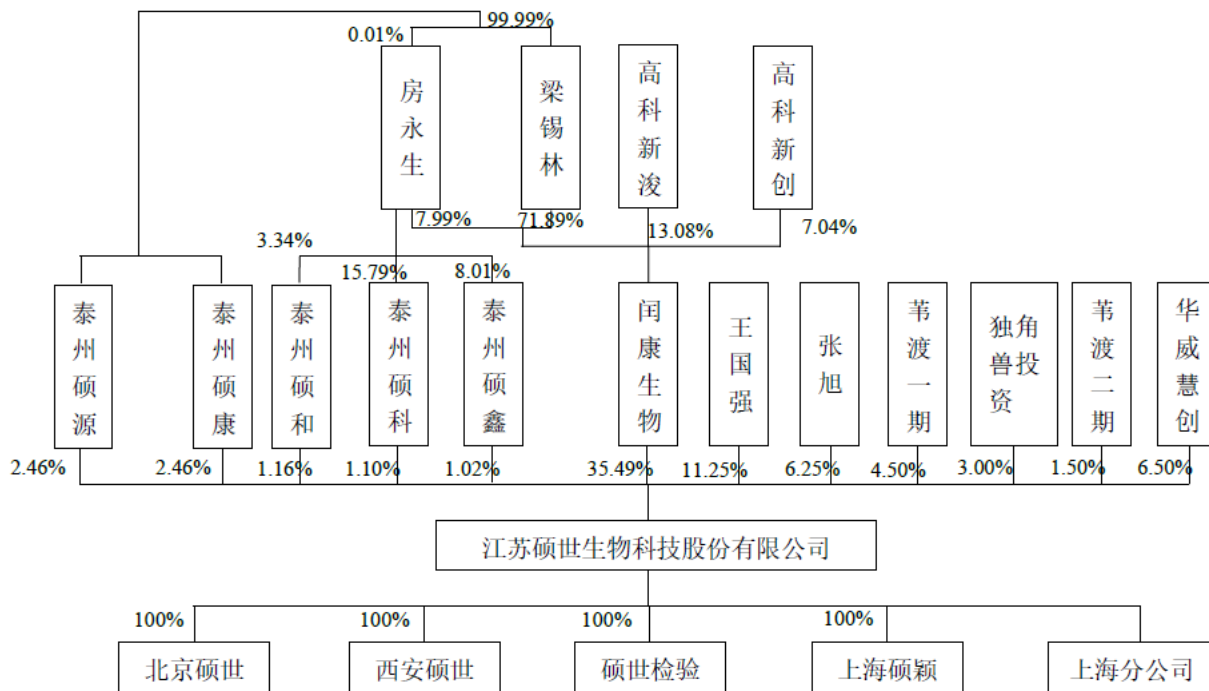 99.99%
0.01%
房永生
梁锡林
高科新浚
高科新创
7.99%
71.89%
13.08%
7.04%
3.34%
15.79%
8.01%
泰州硕源
泰州硕康
泰州硕和
泰州硕科
泰州硕鑫
闰康生物
王国强
张旭
苇渡一期
独角
兽投
资
苇渡二期
华威慧创
2.46%
2.46%
1.16%
1.10%
1.02%
35.49%
11.25%
6.25%
4.50%
3.00%
1.50%
6.50%
江苏硕世生物科技股份有限公司
100%
100%
100%
100%
北京硕世
西安硕世
硕世检验
上海硕颖
上海分公司